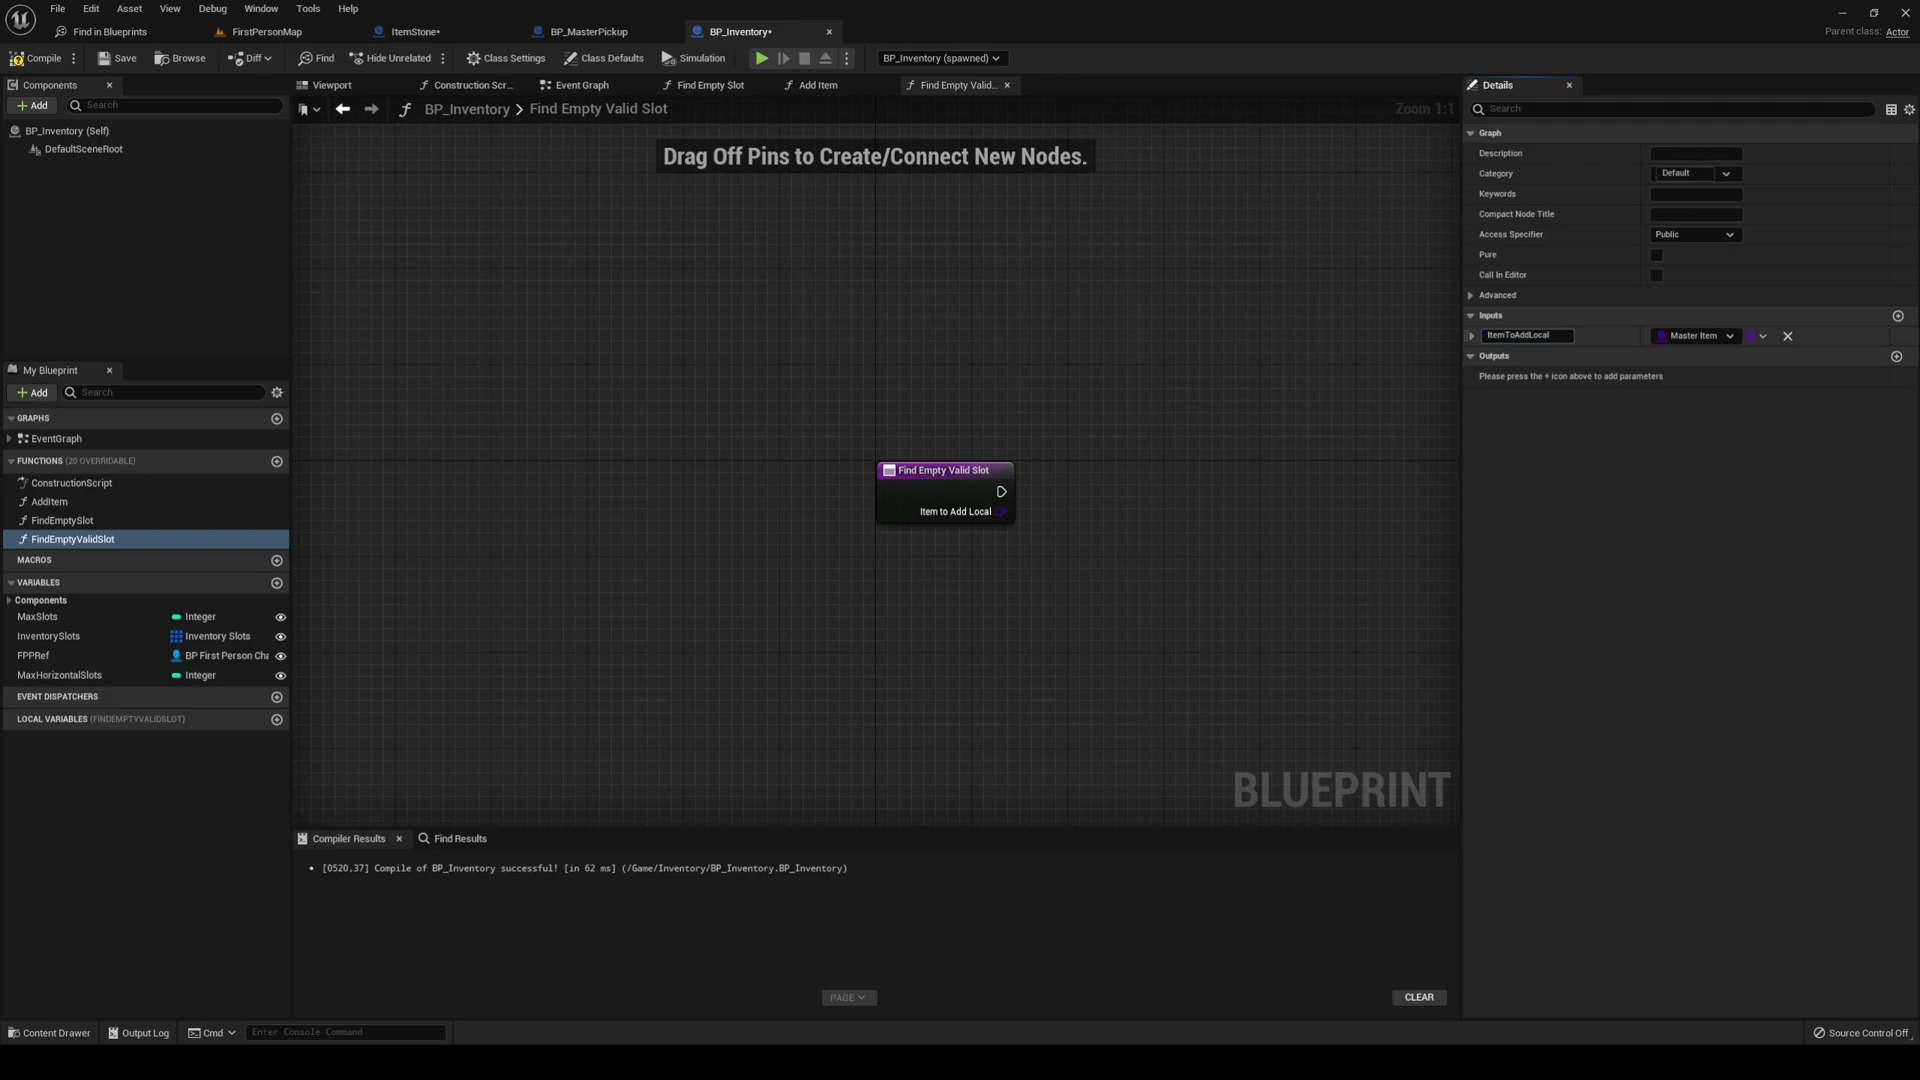 File Edit Asset View Debug Window Tools Help
Find in Blueprints FirstPersonMap ItemStone* BP_MasterPickup BP_Inventory*
Parent class: Actor
Compile Save Browse Diff Find Hide Unrelated Class Settings Class Defaults Simulation BP_Inventory (spawned)
Components
Add Search
BP_Inventory (Self)
DefaultSceneRoot
My Blueprint
Add Search
GRAPHS
EventGraph
FUNCTIONS (20 OVERRIDABLE)
ConstructionScript
AddItem
FindEmptySlot
FindEmptyValidSlot
MACROS
VARIABLES
Components
MaxSlots Integer
InventorySlots Inventory Slots
FPPRef BP First Person Cha
MaxHorizontalSlots Integer
EVENT DISPATCHERS
LOCAL VARIABLES (FINDEMPTYVALIDSLOT)
Viewport Construction Scr... Event Graph Find Empty Slot Add Item Find Empty Valid...
BP_Inventory > Find Empty Valid Slot
Zoom 1:1
Drag Off Pins to Create/Connect New Nodes.
Find Empty Valid Slot
Item to Add Local
BLUEPRINT
Compiler Results Find Results
[0520,37] Compile of BP_Inventory successful! [in 62 ms] (/Game/Inventory/BP_Inventory.BP_Inventory)
PAGE
CLEAR
Details
Search
Graph
Description
Category Default
Keywords
Compact Node Title
Access Specifier Public
Pure
Call In Editor
Advanced
Inputs
ItemToAddLocal Master Item
Outputs
Please press the + icon above to add parameters
Content Drawer Output Log Cmd Enter Console Command
Source Control Off